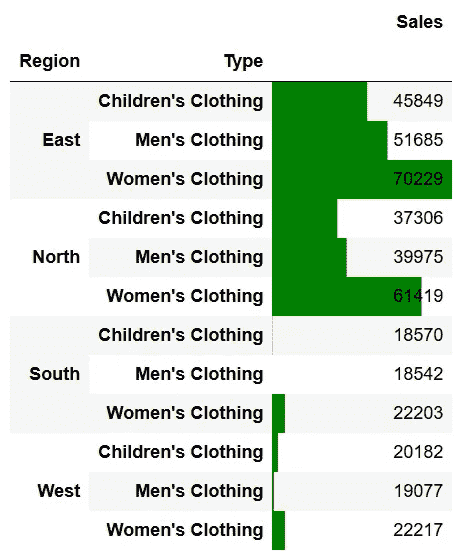 Sales
Region Type
Children's Clothing 45849
East Men's Clothing 51685
Women's Clothing 70229
Children's Clothing 37306
North Men's Clothing 39975
Women's Clothing 61419
Children's Clothing 18570
South Men's Clothing 18542
Women's Clothing 22203
Children's Clothing 20182
West Men's Clothing 19077
Women's Clothing 22217